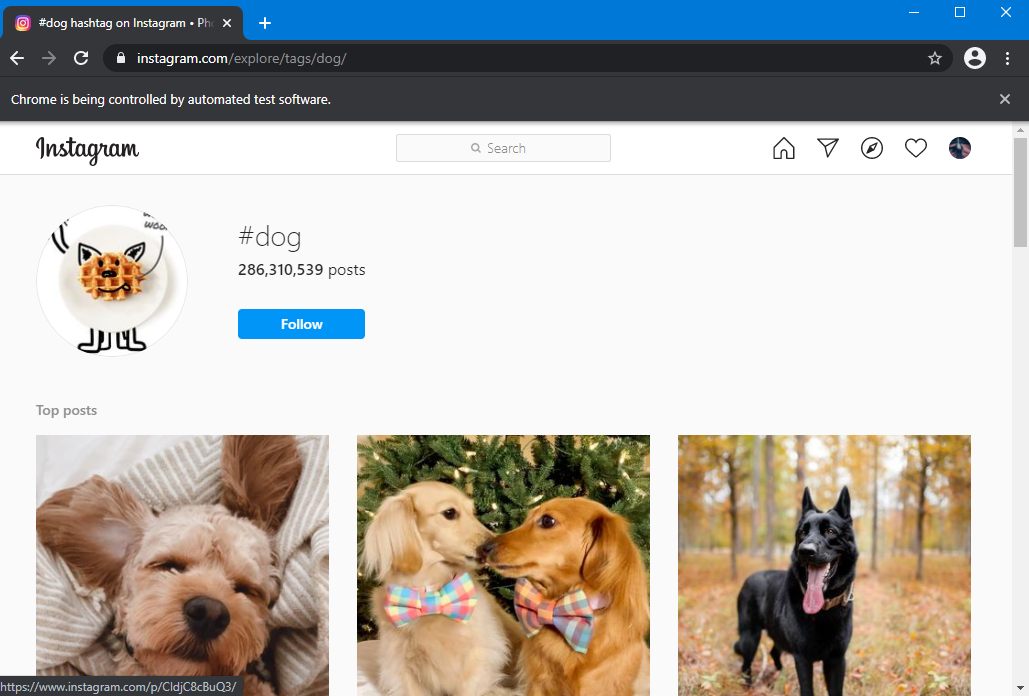 #dog hashtag on Instagram • Ph
instagram.com/explore/tags/dog/
Chrome is being controlled by automated test software.
Instagram
Search
#dog
286,310,539 posts
Follow
Top posts
https://www.instagram.com/p/CldjC8cBuQ3/